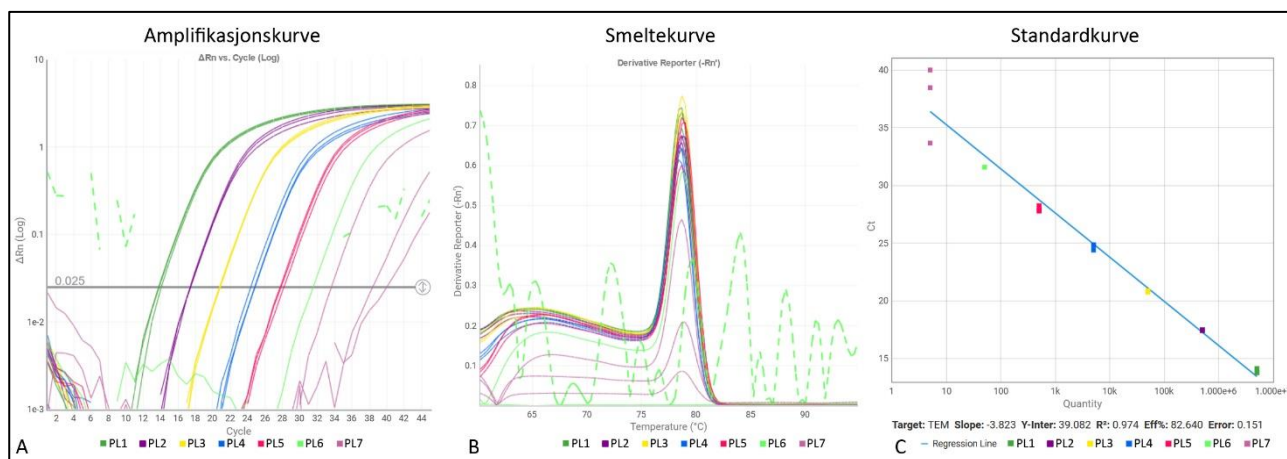 Amplifikasjonskurve
ΔRn vs. Cycle (Log)
10
1
0.1
0.025
1e-2
1e-3
ΔRn (Log)
2 4 6 8 10 12 14 16 18 20 22 24 26 28 30 32 34 36 38 40 42 44
Cycle
A
PL1 PL2 PL3 PL4 PL5 PL6 PL7
Smeltekurve
Derivative Reporter (-Rn')
0.8
0.7
0.6
0.5
0.4
0.3
0.2
0.1
Derivative Reporter (-Rn')
65 70 75 80 85 90
Temperature (°C)
B
PL1 PL2 PL3 PL4 PL5 PL6 PL7
Standardkurve
40
35
30
25
20
15
Ct
1 10 100 1000 10k 100k 1.000e+6 1.000e+
Quantity
Target: TEM Slope: -3.823 Y-Inter: 39.082 R²: 0.974 Eff%: 82.640 Error: 0.151
C
Regression Line PL1 PL2 PL3 PL4 PL5 PL6 PL7